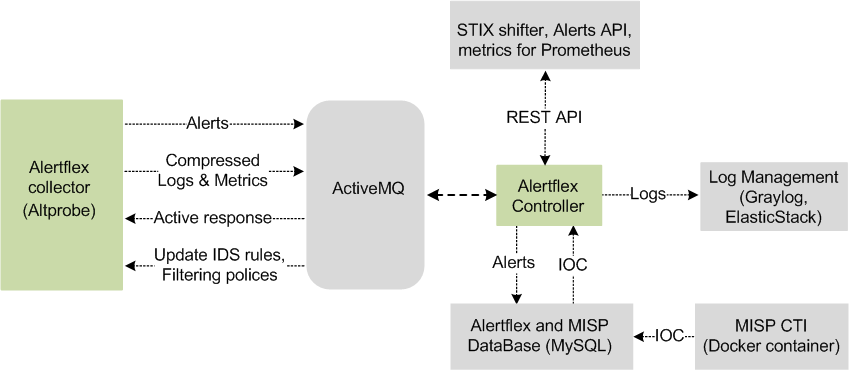 STIX shifter, Alerts API,
metrics for Prometheus
REST API
Alertflex
collector
(Altprobe)
Alerts
Compressed
Logs & Metrics
Active response
Update IDS rules,
Filtering polices
ActiveMQ
Alertflex
Controller
Logs
Log Management
(Graylog,
ElasticStack)
Alerts
IOC
Alertflex and MISP
DataBase (MySQL)
IOC
MISP CTI
(Docker container)